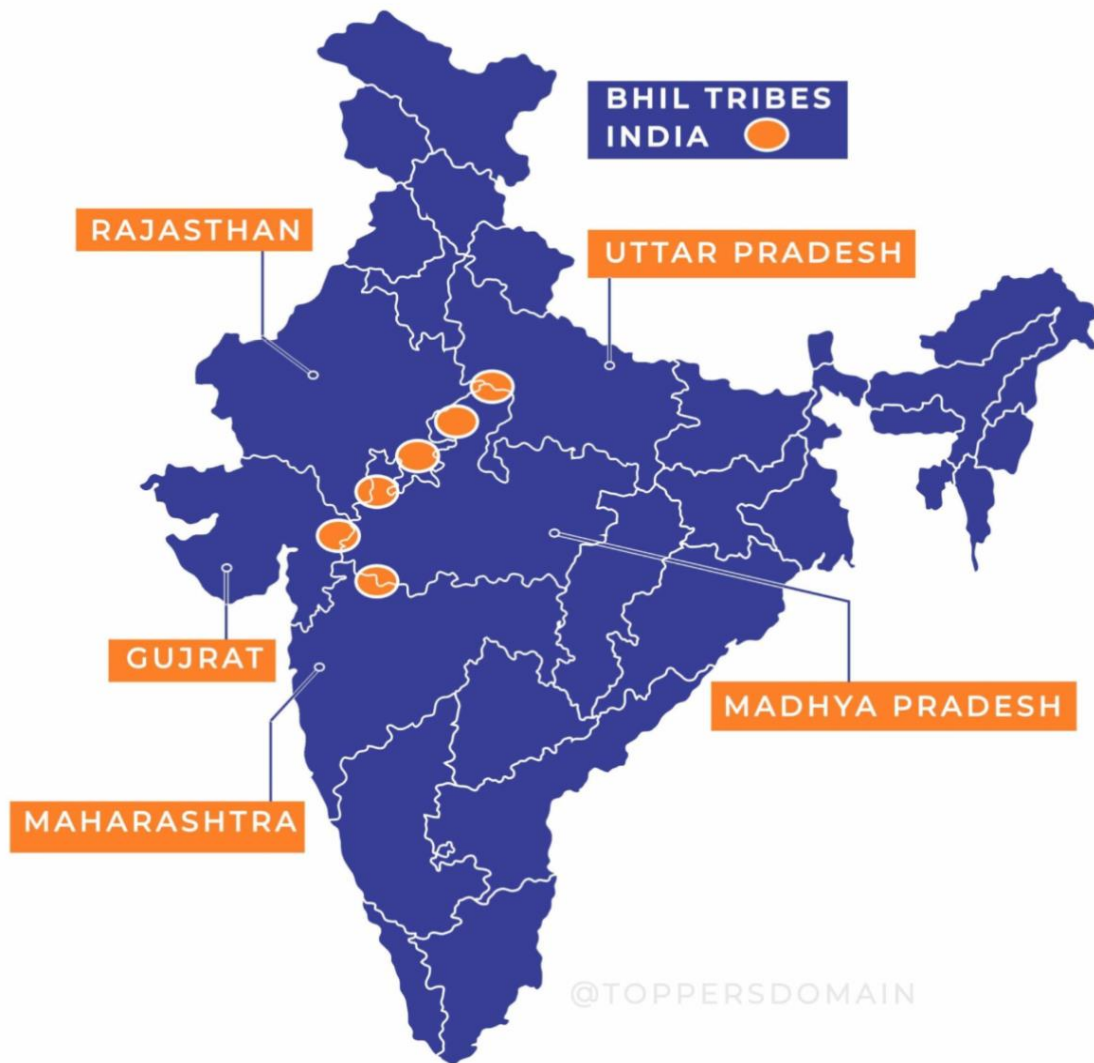 BHIL TRIBES
INDIA
RAJASTHAN
UTTAR PRADESH
GUJRAT
MADHYA PRADESH
MAHARASHTRA
@TOPPERSDOMAIN